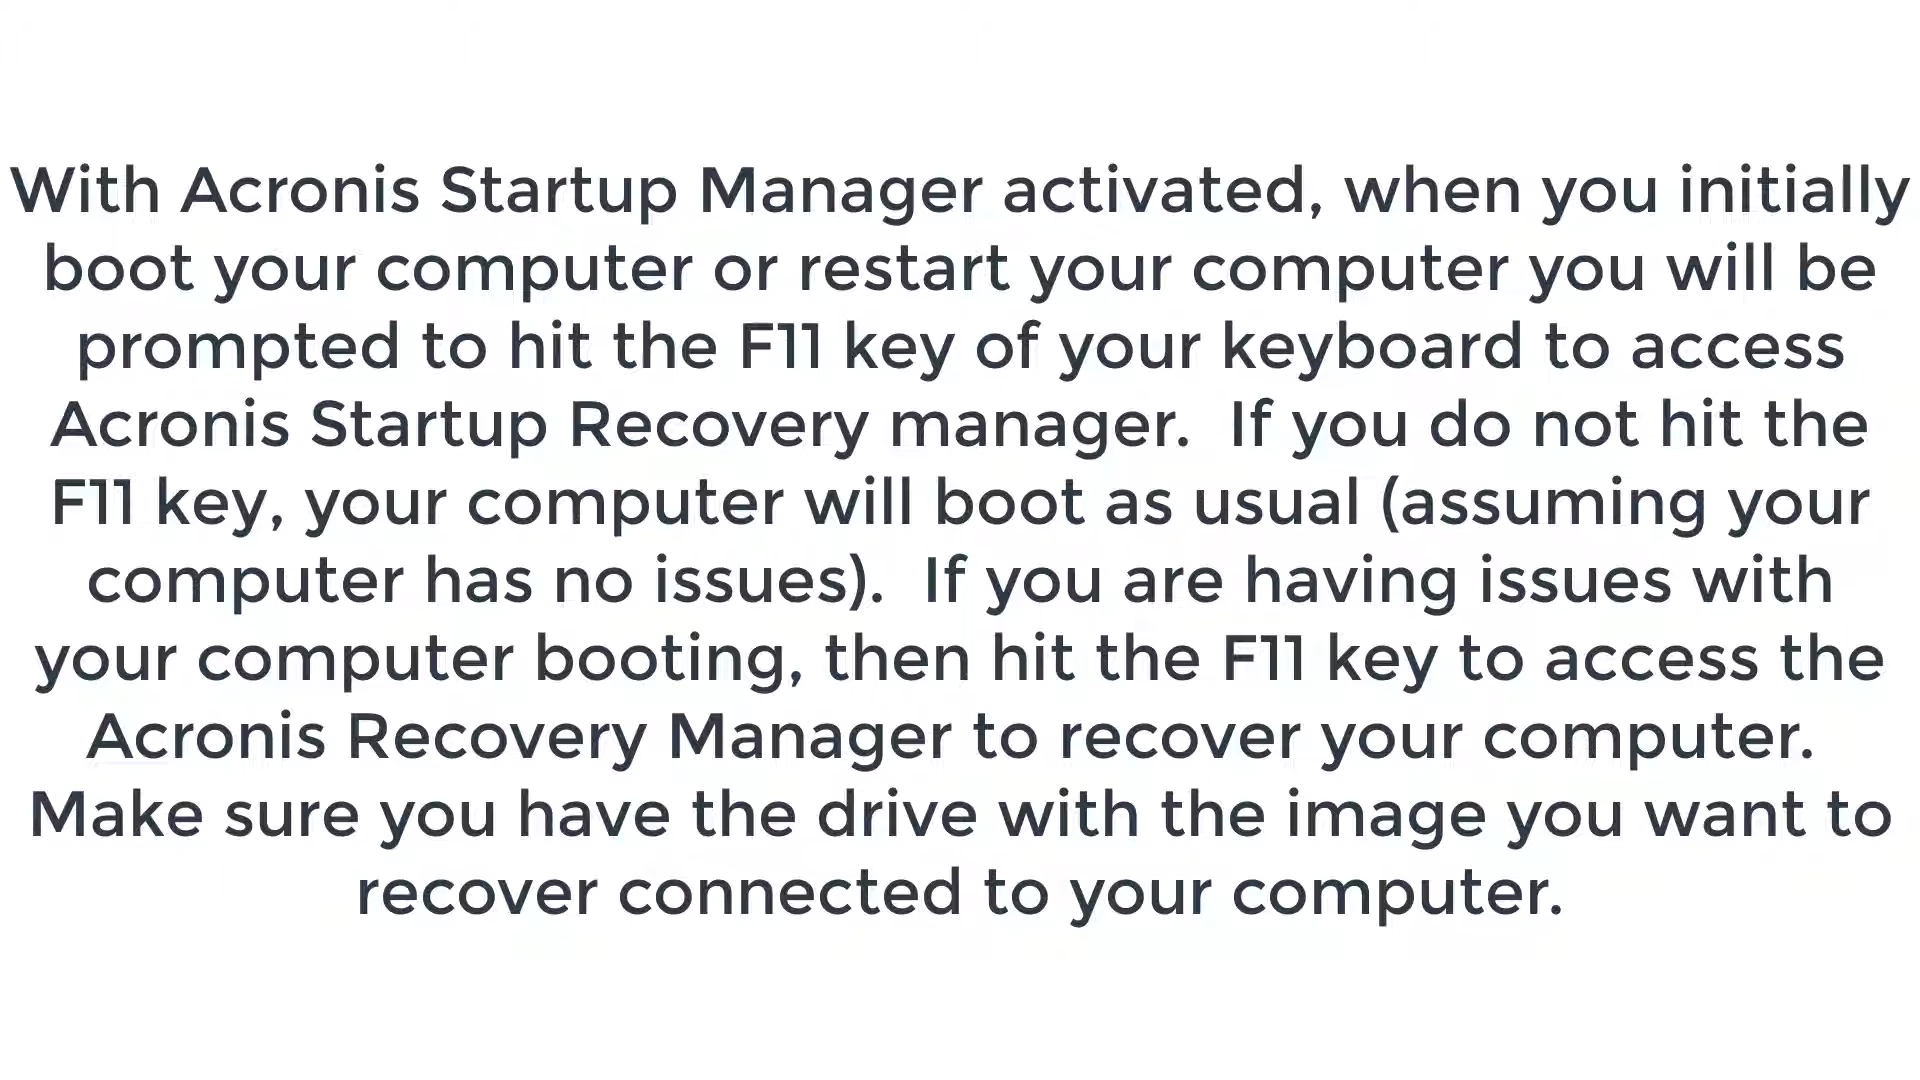 With Acronis Startup Manager activated, when you initially
boot your computer or restart your computer you will be
prompted to hit the F11 key of your keyboard to access
Acronis Startup Recovery manager.  If you do not hit the
F11 key, your computer will boot as usual (assuming your
computer has no issues).  If you are having issues with
your computer booting, then hit the F11 key to access the
Acronis Recovery Manager to recover your computer.
Make sure you have the drive with the image you want to
recover connected to your computer.